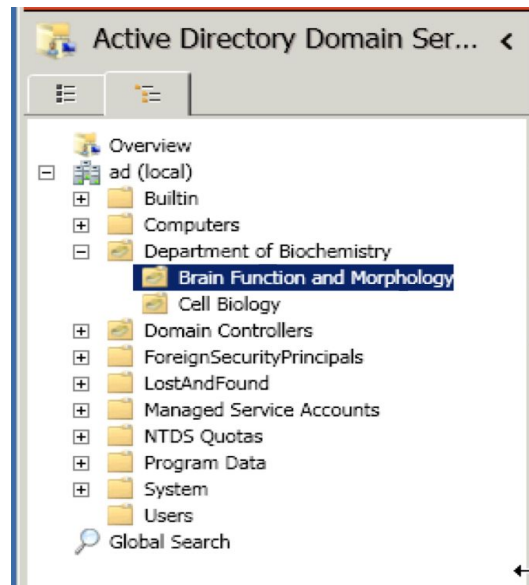 Active Directory Domain Ser...
Overview
ad (local)
Builtin
Computers
Department of Biochemistry
Brain Function and Morphology
Cell Biology
Domain Controllers
ForeignSecurityPrincipals
LostAndFound
Managed Service Accounts
NTDS Quotas
Program Data
System
Users
Global Search